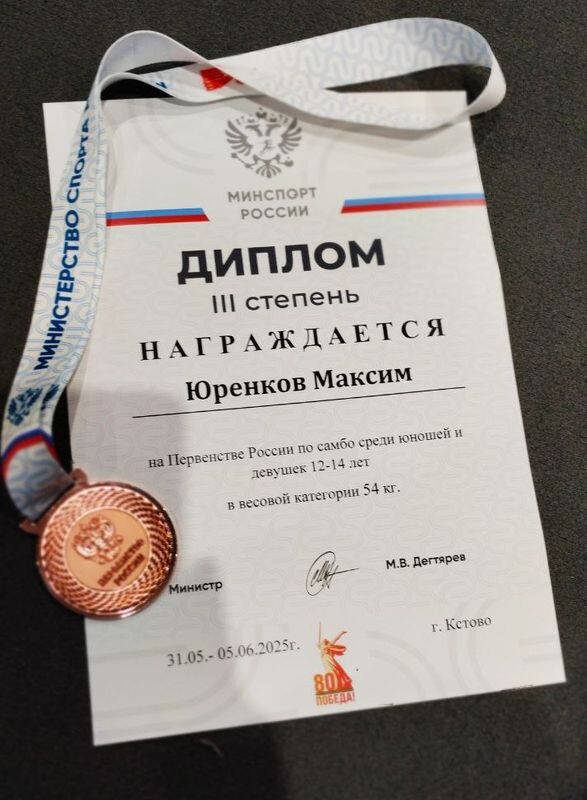 МИНИСТЕРСТВО СПОРТА
МИНСПОРТ
РОССИИ
ДИПЛОМ
III степень
НАГРАЖДАЕТСЯ
Юренков Максим
на Первенстве России по самбо среди юношей и
девушек 12-14 лет
в весовой категории 54 кг.
Министр
М.В. Дегтярев
31.05.- 05.06.2025г.
г. Кстово
80
ПОБЕДА!
РОССИИ